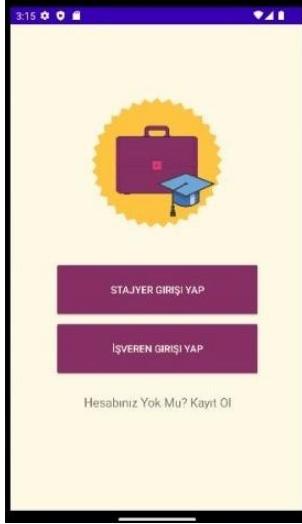 3:15
STAJYER GIRIŞI YAP
İŞVEREN GIRIŞI YAP
Hesabınız Yok Mu? Kayıt Ol